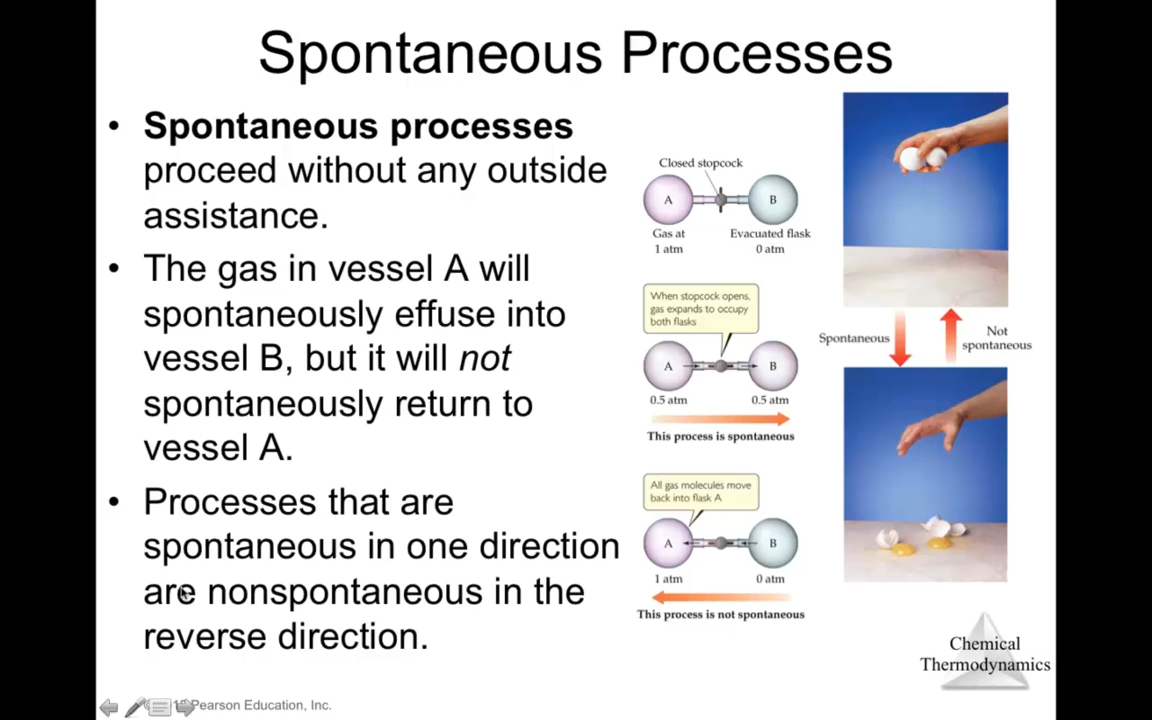 Spontaneous Processes
• Spontaneous processes
proceed without any outside
assistance.
• The gas in vessel A will
spontaneously effuse into
vessel B, but it will not
spontaneously return to
vessel A.
• Processes that are
spontaneous in one direction
are nonspontaneous in the
reverse direction.
Closed stopcock
A B
Gas at Evacuated flask
1 atm 0 atm
When stopcock opens,
gas expands to occupy
both flasks
A B
0.5 atm 0.5 atm
This process is spontaneous
All gas molecules move
back into flask A
A B
1 atm 0 atm
This process is not spontaneous
Spontaneous
Not
spontaneous
Chemical
Thermodynamics
Pearson Education, Inc.